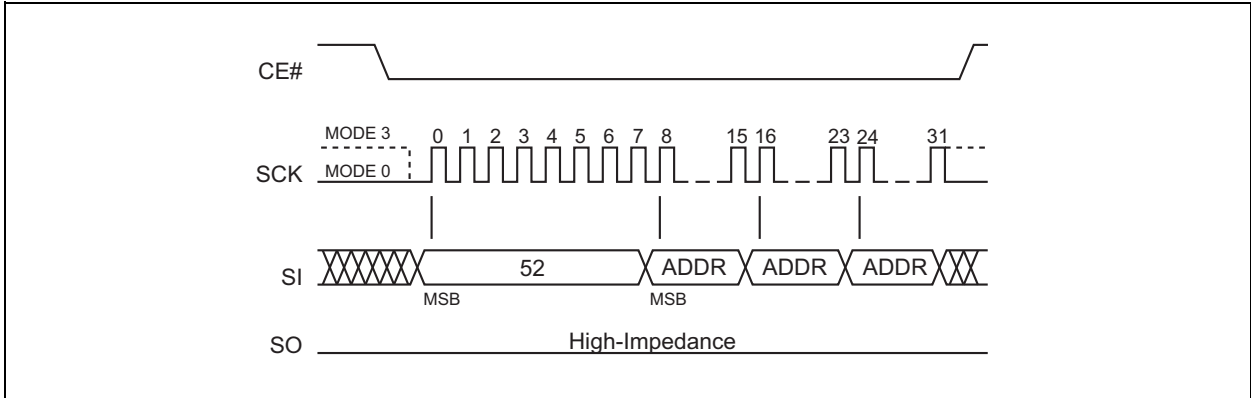 CE#
MODE 3
0 1 2 3 4 5 6 7 8 15 16 23 24 31
SCK
MODE 0
SI
52 ADDR ADDR ADDR
MSB MSB
SO
High-Impedance